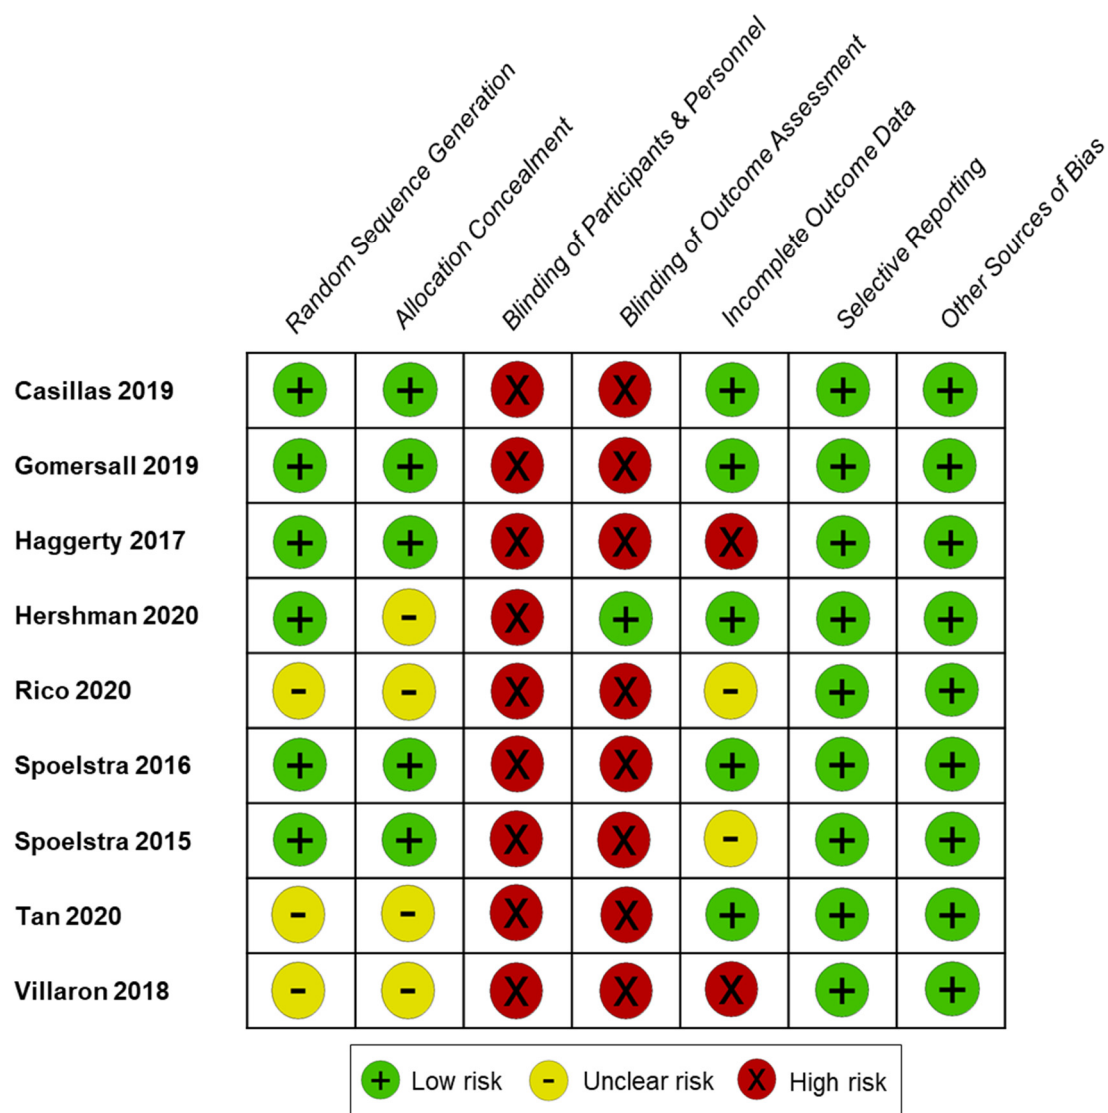 Random Sequence Generation
Allocation Concealment
Blinding of Participants & Personnel
Blinding of Outcome Assessment
Incomplete Outcome Data
Selective Reporting
Other Sources of Bias
Casillas 2019 + + X X + + +
Gomersall 2019 + + X X + + +
Haggerty 2017 + + X X X + +
Hershman 2020 + - X + + + +
Rico 2020 - - X X - + +
Spoelstra 2016 + + X X + + +
Spoelstra 2015 + + X X - + +
Tan 2020 - - X X + + +
Villaron 2018 - - X X X + +
+ Low risk - Unclear risk X High risk